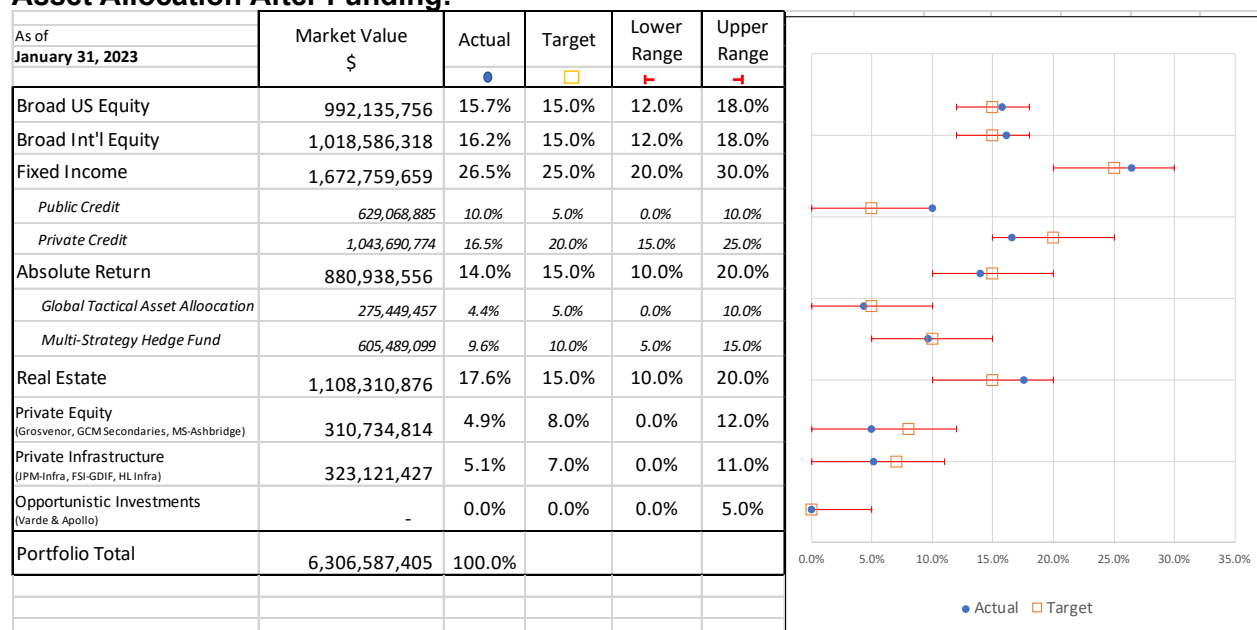 Asset Allocation After Funding:
As of
January 31, 2023
Market Value
$
Actual
Target
Lower
Range
Upper
Range
Broad US Equity 992,135,756 15.7% 15.0% 12.0% 18.0%
Broad Int'l Equity 1,018,586,318 16.2% 15.0% 12.0% 18.0%
Fixed Income 1,672,759,659 26.5% 25.0% 20.0% 30.0%
Public Credit 629,068,885 10.0% 5.0% 0.0% 10.0%
Private Credit 1,043,690,774 16.5% 20.0% 15.0% 25.0%
Absolute Return 880,938,556 14.0% 15.0% 10.0% 20.0%
Global Tactical Asset Alloocation 275,449,457 4.4% 5.0% 0.0% 10.0%
Multi-Strategy Hedge Fund 605,489,099 9.6% 10.0% 5.0% 15.0%
Real Estate 1,108,310,876 17.6% 15.0% 10.0% 20.0%
Private Equity
(Grosvenor, GCM Secondaries, MS-Ashbridge) 310,734,814 4.9% 8.0% 0.0% 12.0%
Private Infrastructure
(JPM-Infra, FSI-GDIF, HL Infra) 323,121,427 5.1% 7.0% 0.0% 11.0%
Opportunistic Investments
(Varde & Apollo) - 0.0% 0.0% 0.0% 5.0%
Portfolio Total 6,306,587,405 100.0%
0.0% 5.0% 10.0% 15.0% 20.0% 25.0% 30.0% 35.0%
Actual Target